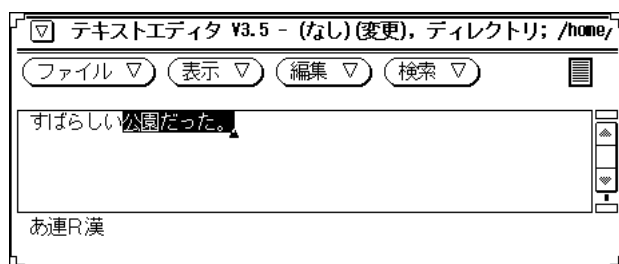 テキストエディタ V3.5 - (なし)(変更), ディレクトリ; /home/
ファイル ▽ 表示 ▽ 編集 ▽ 検索 ▽
すばらしい公園だった。
あ連R漢